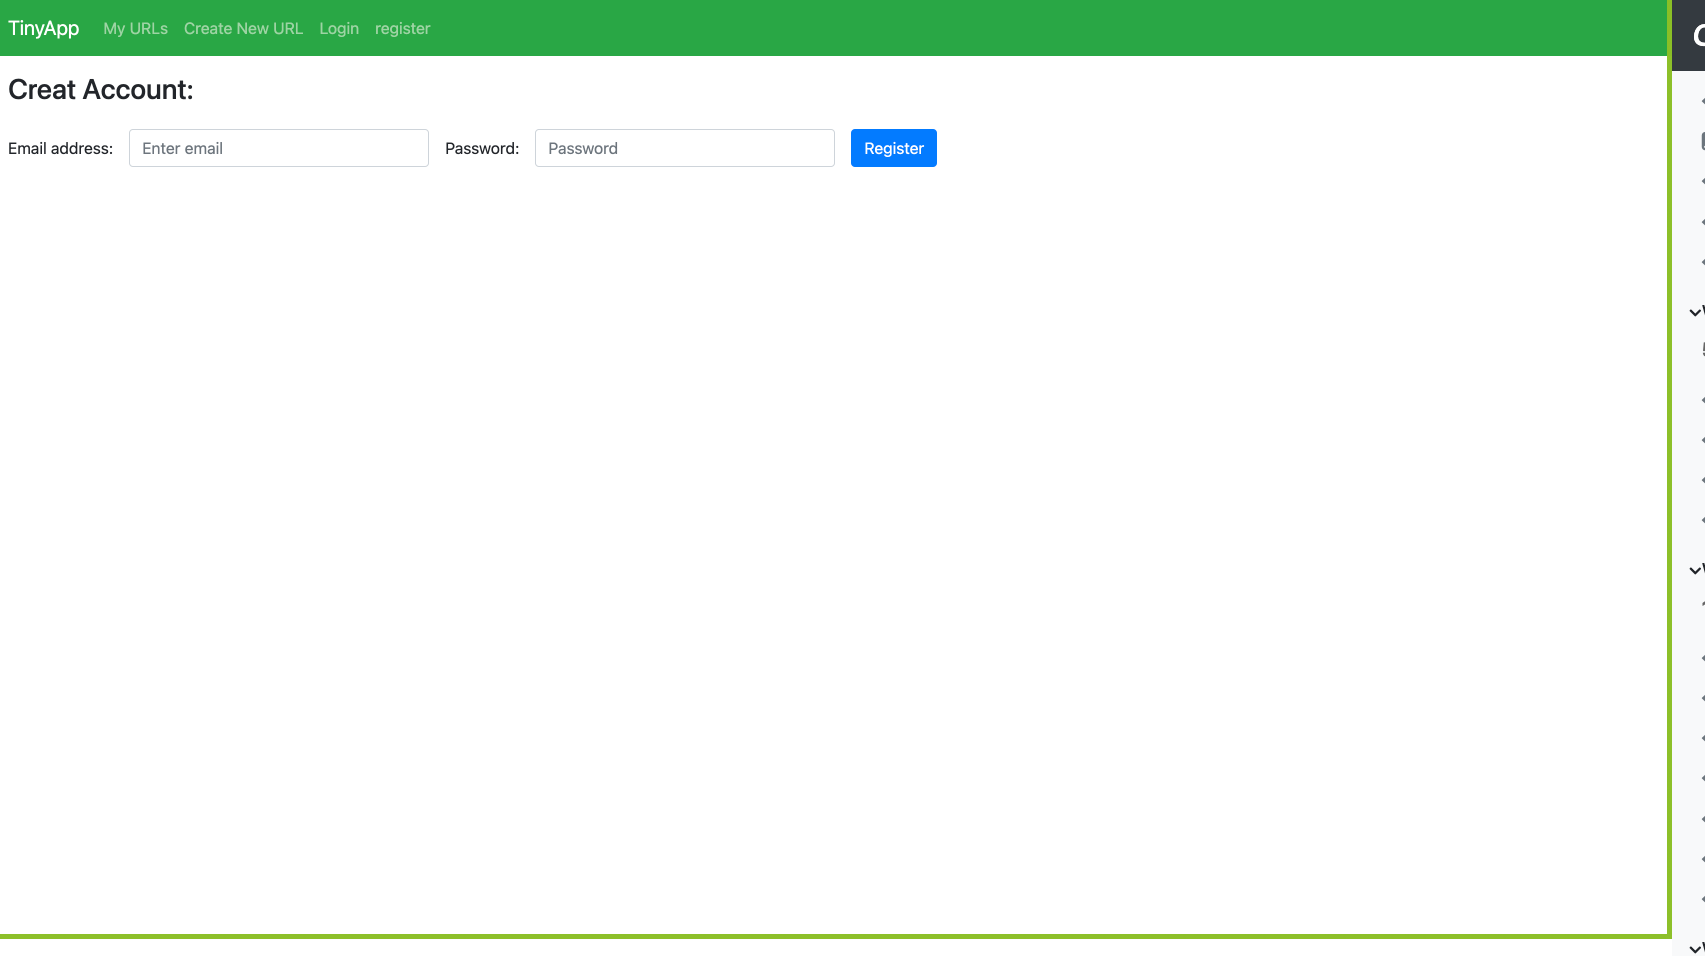 TinyApp My URLs Create New URL Login register
Creat Account:
Email address: Enter email Password: Password Register